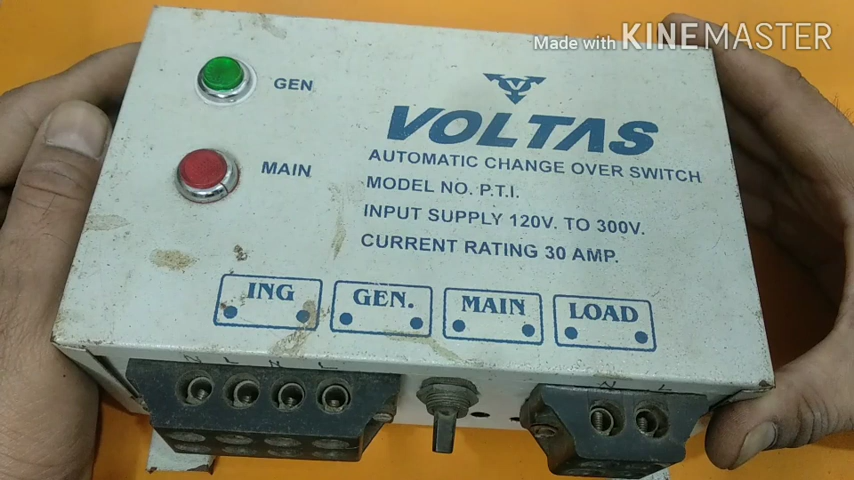 Made with KINEMASTER
GEN
VOLTAS
AUTOMATIC CHANGE OVER SWITCH
MAIN
MODEL NO. P.T.I.
INPUT SUPPLY 120V. TO 300V.
CURRENT RATING 30 AMP.
ING GEN. MAIN LOAD
N L N L
N L